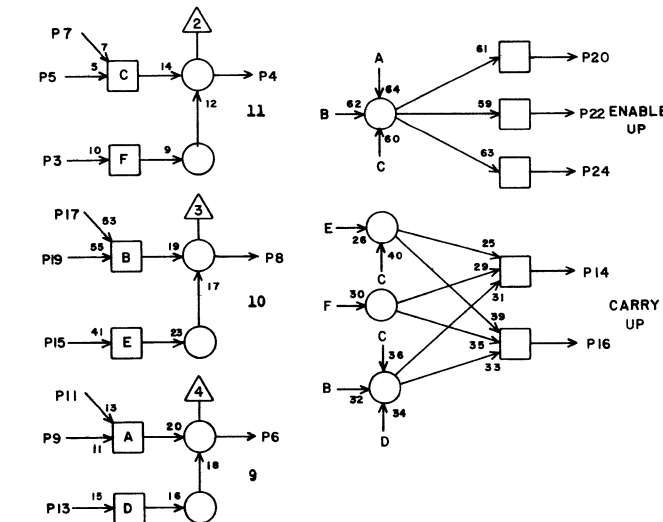 2
P7
7
P5
5
C
14
P4
12
11
P3
10
F
9
3
P17
53
P19
55
B
19
P8
17
10
P15
41
E
23
4
P11
13
P9
11
A
20
P6
18
9
P13
15
D
16
A
64
B
62
60
C
61
P20
59
P22
ENABLE
UP
63
P24
E
26
40
C
25
29
31
P14
F
30
CARRY
UP
39
35
33
P16
C
36
B
32
34
D